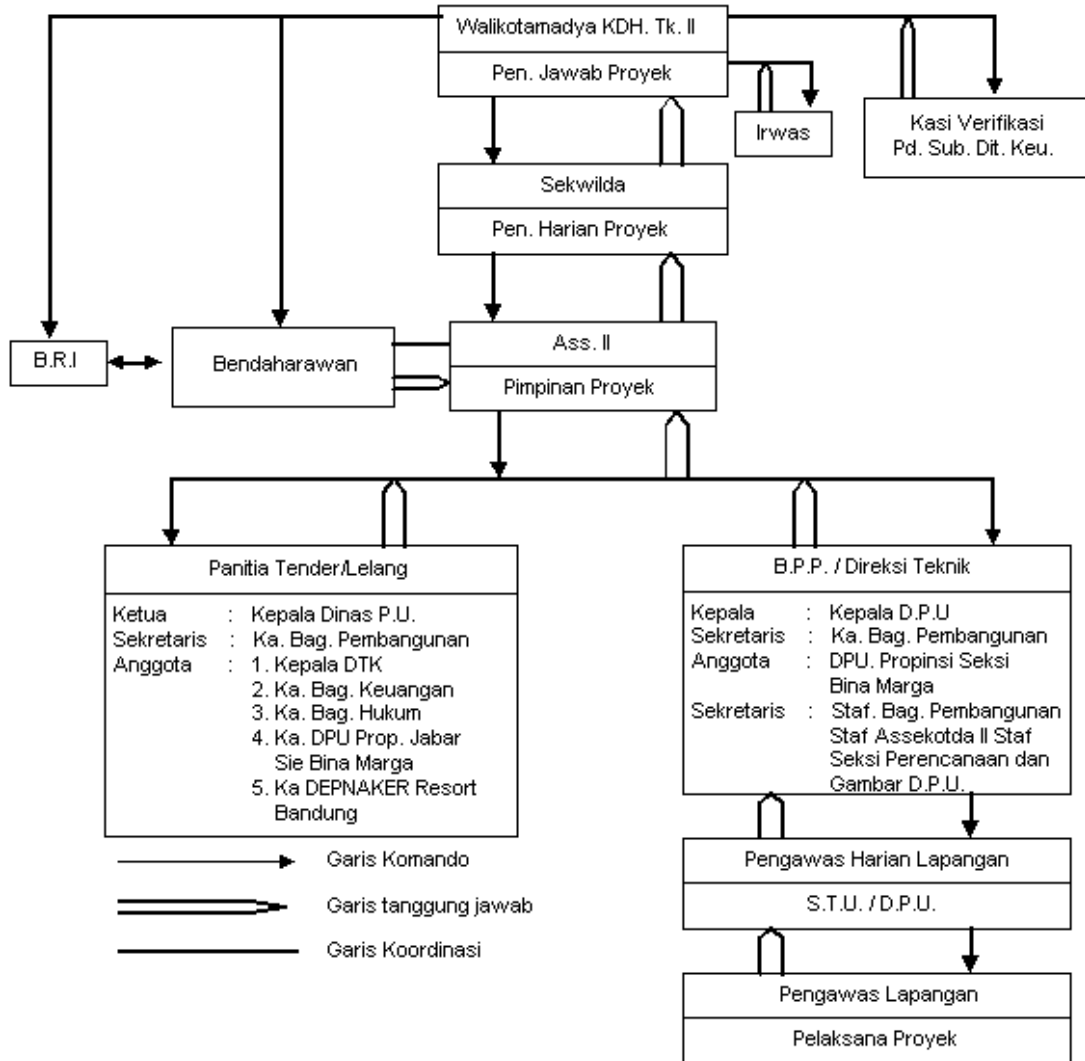 Walikotamadya KDH. Tk. II
Pen. Jawab Proyek
Irwas
Kasi Verifikasi
Pd. Sub. Dit. Keu.
Sekwilda
Pen. Harian Proyek
B.R.I
Bendaharawan
Ass. II
Pimpinan Proyek
Panitia Tender/Lelang
Ketua : Kepala Dinas P.U.
Sekretaris : Ka. Bag. Pembangunan
Anggota : 1. Kepala DTK
2. Ka. Bag. Keuangan
3. Ka. Bag. Hukum
4. Ka. DPU Prop. Jabar
Sie Bina Marga
5. Ka DEPNAKER Resort
Bandung
B.P.P. / Direksi Teknik
Kepala : Kepala D.P.U
Sekretaris : Ka. Bag. Pembangunan
Anggota : DPU. Propinsi Seksi
Bina Marga
Sekretaris : Staf. Bag. Pembangunan
Staf Assekotda II Staf
Seksi Perencanaan dan
Gambar D.P.U.
Pengawas Harian Lapangan
S.T.U. / D.P.U.
Pengawas Lapangan
Pelaksana Proyek
Garis Komando
Garis tanggung jawab
Garis Koordinasi